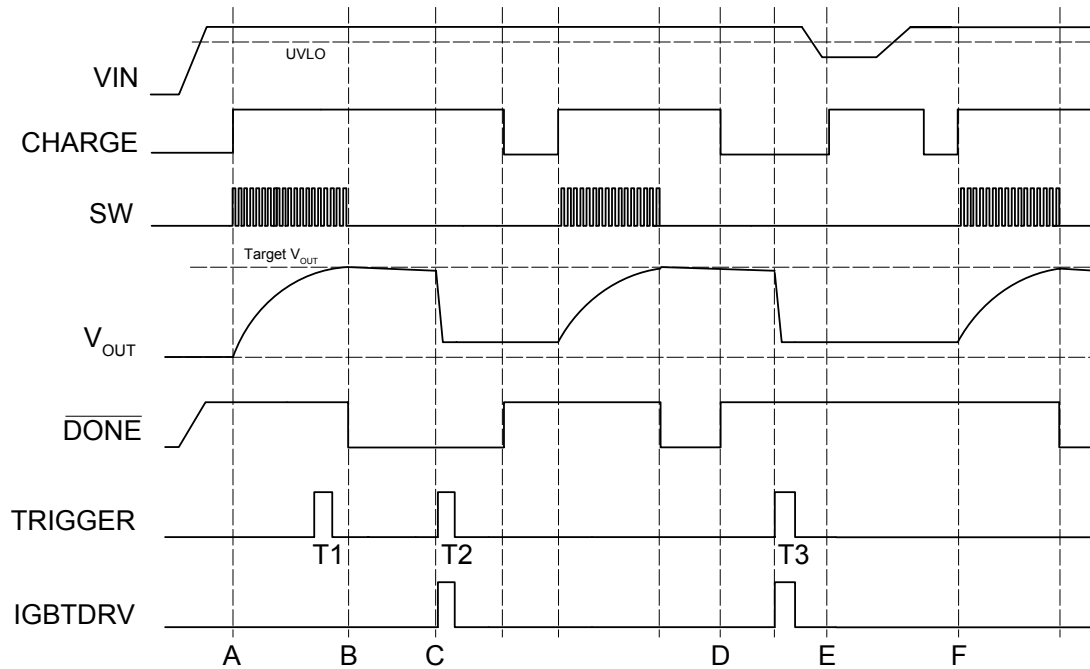 UVLO
VIN
CHARGE
SW
Target VOUT
VOUT
DONE
TRIGGER
T1 T2 T3
IGBTDRV
A B C D E F